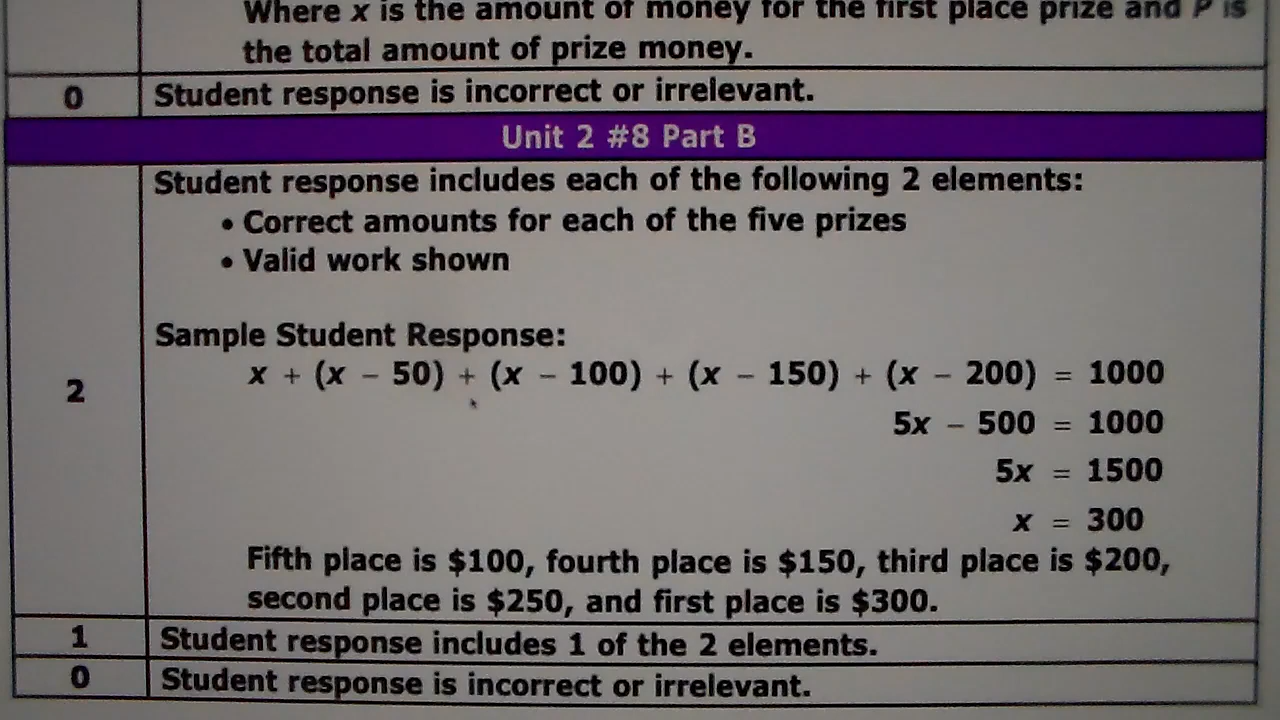 Where x is the amount of money for the first place prize and P is
the total amount of prize money.
0
Student response is incorrect or irrelevant.
Unit 2 #8 Part B
2
Student response includes each of the following 2 elements:
• Correct amounts for each of the five prizes
• Valid work shown
Sample Student Response:
x + (x − 50) + (x − 100) + (x − 150) + (x − 200) = 1000
5x − 500 = 1000
5x = 1500
x = 300
Fifth place is $100, fourth place is $150, third place is $200,
second place is $250, and first place is $300.
1
Student response includes 1 of the 2 elements.
0
Student response is incorrect or irrelevant.